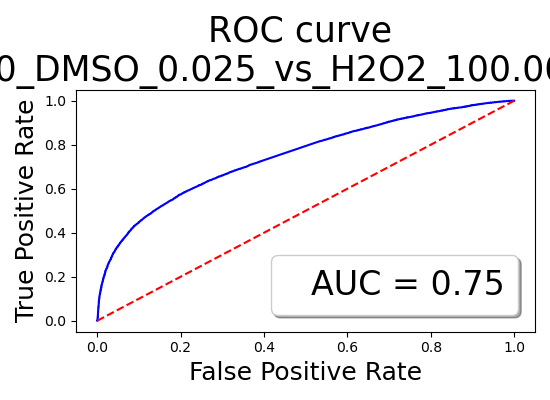 ROC curve
0_DMSO_0.025_vs_H2O2_100.00
True Positive Rate
1.0
0.8
0.6
0.4
0.2
0.0
AUC = 0.75
0.0 0.2 0.4 0.6 0.8 1.0
False Positive Rate